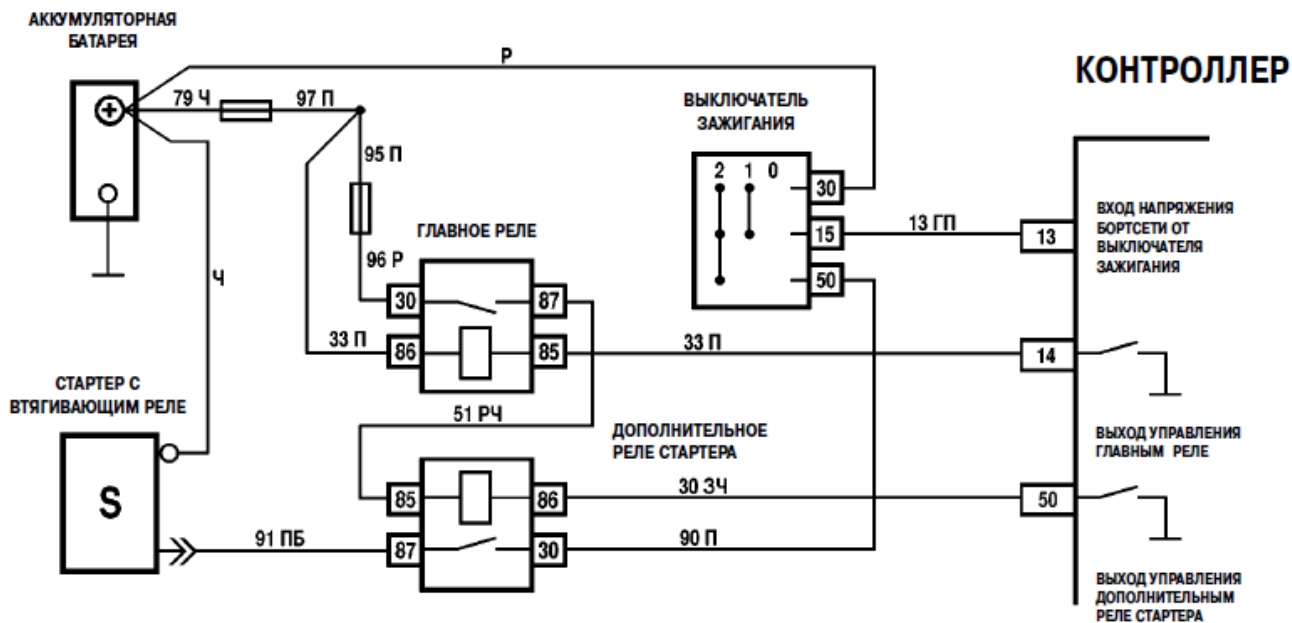 АККУМУЛЯТОРНАЯ
БАТАРЕЯ
Р
КОНТРОЛЛЕР
79 Ч
97 П
ВЫКЛЮЧАТЕЛЬ
ЗАЖИГАНИЯ
95 П
2 1 0
30
ГЛАВНОЕ РЕЛЕ
15
13 ГП
13
ВХОД НАПРЯЖЕНИЯ
БОРТСЕТИ ОТ
ВЫКЛЮЧАТЕЛЯ
ЗАЖИГАНИЯ
Ч
96 Р
50
30
87
33 П
86
85
33 П
14
СТАРТЕР С
ВТЯГИВАЮЩИМ РЕЛЕ
51 РЧ
ДОПОЛНИТЕЛЬНОЕ
РЕЛЕ СТАРТЕРА
ВЫХОД УПРАВЛЕНИЯ
ГЛАВНЫМ РЕЛЕ
S
85
86
30 ЗЧ
50
91 ПБ
87
30
90 П
ВЫХОД УПРАВЛЕНИЯ
ДОПОЛНИТЕЛЬНЫМ
РЕЛЕ СТАРТЕРА